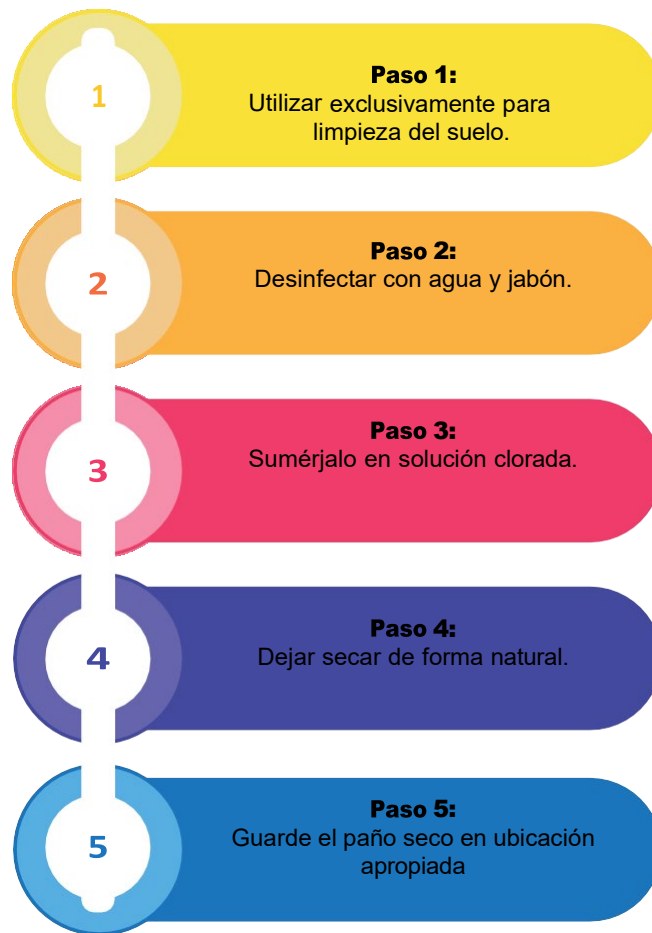 1
Paso 1:
Utilizar exclusivamente para
limpieza del suelo.
2
Paso 2:
Desinfectar con agua y jabón.
3
Paso 3:
Sumérjalo en solución clorada.
4
Paso 4:
Dejar secar de forma natural.
5
Paso 5:
Guarde el paño seco en ubicación
apropiada